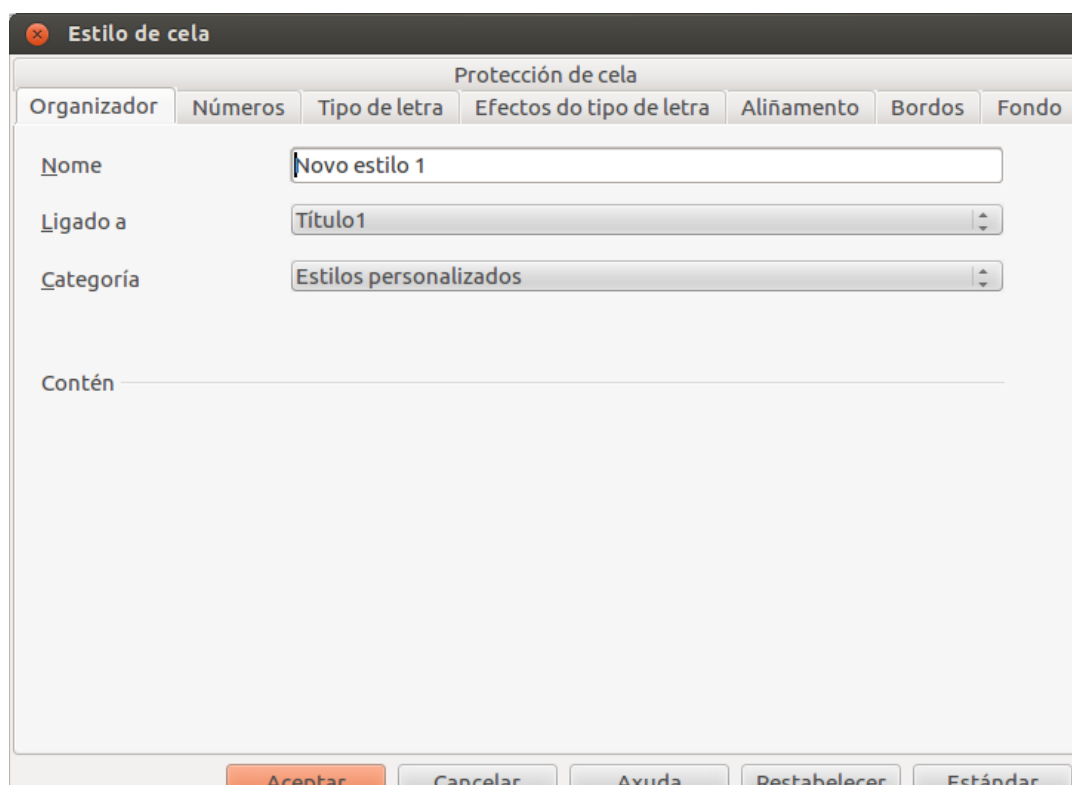 Estilo de cela
Protección de cela
Organizador Números Tipo de letra Efectos do tipo de letra Aliñamento Bordos Fondo
Nome Novo estilo 1
Ligado a Título1
Categoría Estilos personalizados
Contén
Aceptar Cancelar Axuda Restabelecer Estándar